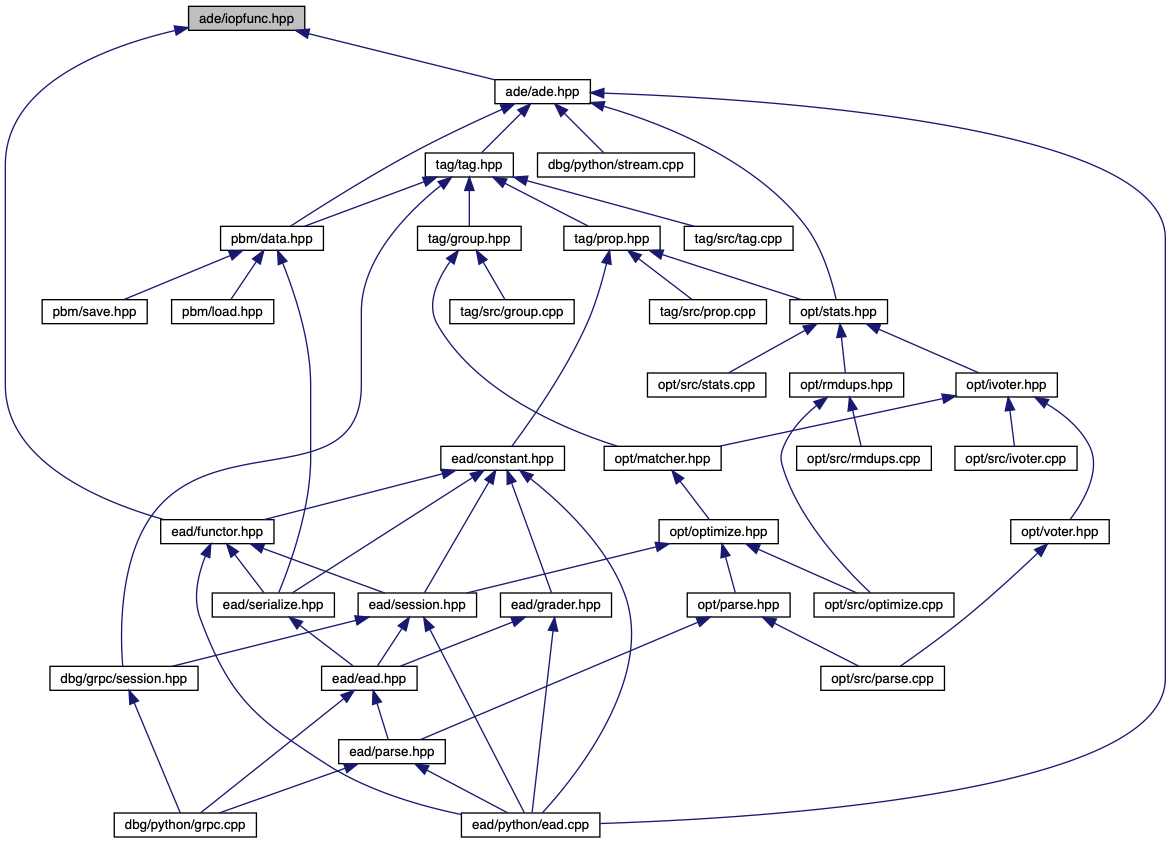 ade/iopfunc.hpp
ade/ade.hpp
tag/tag.hpp
dbg/python/stream.cpp
pbm/data.hpp
tag/group.hpp
tag/prop.hpp
tag/src/tag.cpp
pbm/save.hpp
pbm/load.hpp
tag/src/group.cpp
tag/src/prop.cpp
opt/stats.hpp
opt/src/stats.cpp
opt/rmdups.hpp
opt/ivoter.hpp
ead/constant.hpp
opt/matcher.hpp
opt/src/rmdups.cpp
opt/src/ivoter.cpp
ead/functor.hpp
opt/optimize.hpp
opt/voter.hpp
ead/serialize.hpp
ead/session.hpp
ead/grader.hpp
opt/parse.hpp
opt/src/optimize.cpp
dbg/grpc/session.hpp
ead/ead.hpp
opt/src/parse.cpp
ead/parse.hpp
dbg/python/grpc.cpp
ead/python/ead.cpp